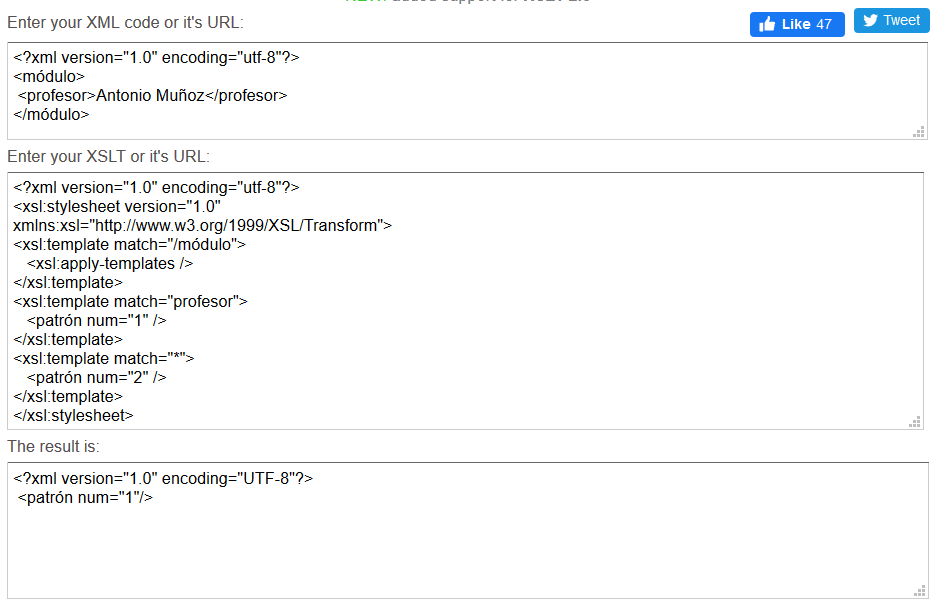 Enter your XML code or it's URL:
Like 47
Tweet
<?xml version="1.0" encoding="utf-8"?>
<módulo>
 <profesor>Antonio Muñoz</profesor>
</módulo>
Enter your XSLT or it's URL:
<?xml version="1.0" encoding="utf-8"?>
<xsl:stylesheet version="1.0"
xmlns:xsl="http://www.w3.org/1999/XSL/Transform">
<xsl:template match="/módulo">
   <xsl:apply-templates />
</xsl:template>
<xsl:template match="profesor">
   <patrón num="1" />
</xsl:template>
<xsl:template match="*">
   <patrón num="2" />
</xsl:template>
</xsl:stylesheet>
The result is:
<?xml version="1.0" encoding="UTF-8"?>
 <patrón num="1"/>